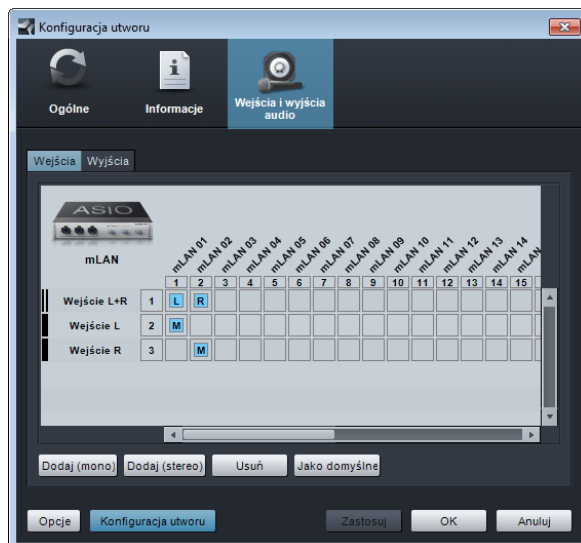 Konfiguracja utworu
Ogólne
Informacje
Wejścia i wyjścia
audio
Wejścia Wyjścia
ASIO
mLAN
mLAN 01 mLAN 02 mLAN 03 mLAN 04 mLAN 05 mLAN 06 mLAN 07 mLAN 08 mLAN 09 mLAN 10 mLAN 11 mLAN 12 mLAN 13 mLAN 14 mLAN
1 2 3 4 5 6 7 8 9 10 11 12 13 14 15
Wejście L+R 1 L R
Wejście L 2 M
Wejście R 3 M
Dodaj (mono) Dodaj (stereo) Usuń Jako domyślne
Opcje Konfiguracja utworu Zastosuj OK Anuluj